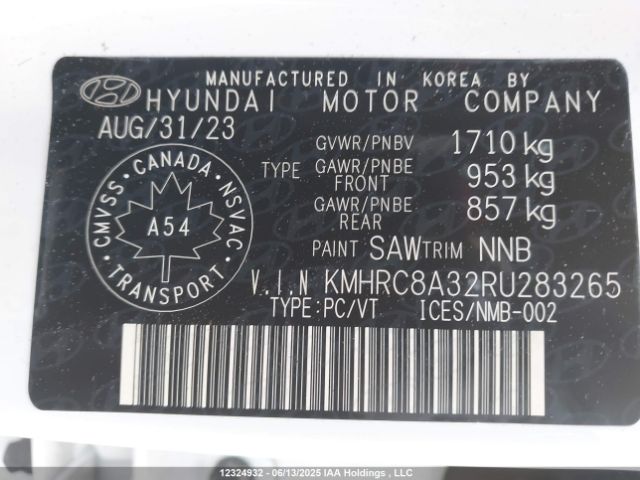 MANUFACTURED IN KOREA BY
HYUNDAI MOTOR COMPANY
AUG/31/23
GVWR/PNBV 1710 kg
TYPE GAWR/PNBE FRONT 953 kg
GAWR/PNBE REAR 857 kg
CMVSS · CANADA · NSVAC
A54
TRANSPORT
PAINT SAW TRIM NNB
V.I.N KMHRC8A32RU283265
TYPE:PC/VT ICES/NMB-002
12324932 - 06/13/2025 IAA Holdings , LLC